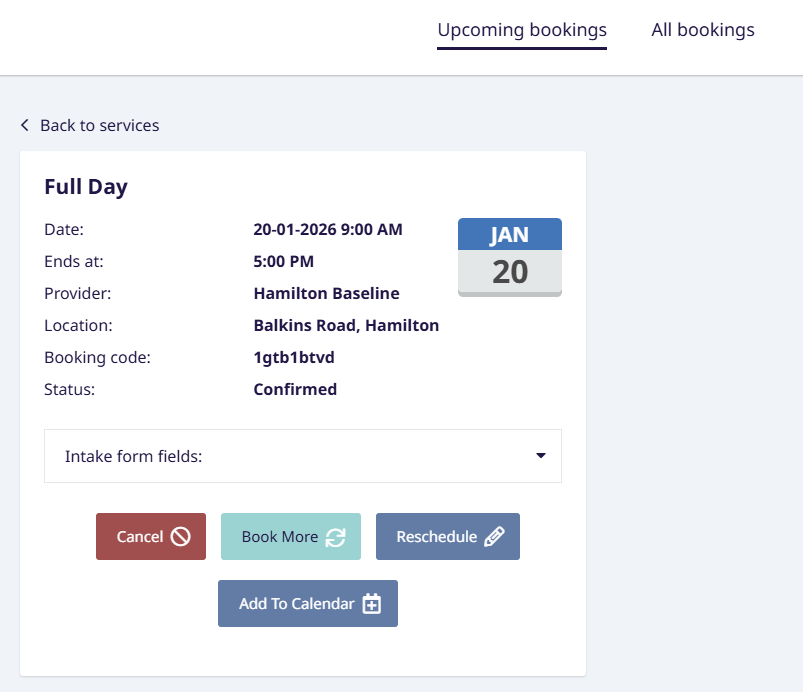 Upcoming bookings All bookings
Back to services
Full Day
Date: 20-01-2026 9:00 AM
Ends at: 5:00 PM
Provider: Hamilton Baseline
Location: Balkins Road, Hamilton
Booking code: 1gtb1btvd
Status: Confirmed
JAN
20
Intake form fields:
Cancel Book More Reschedule
Add To Calendar